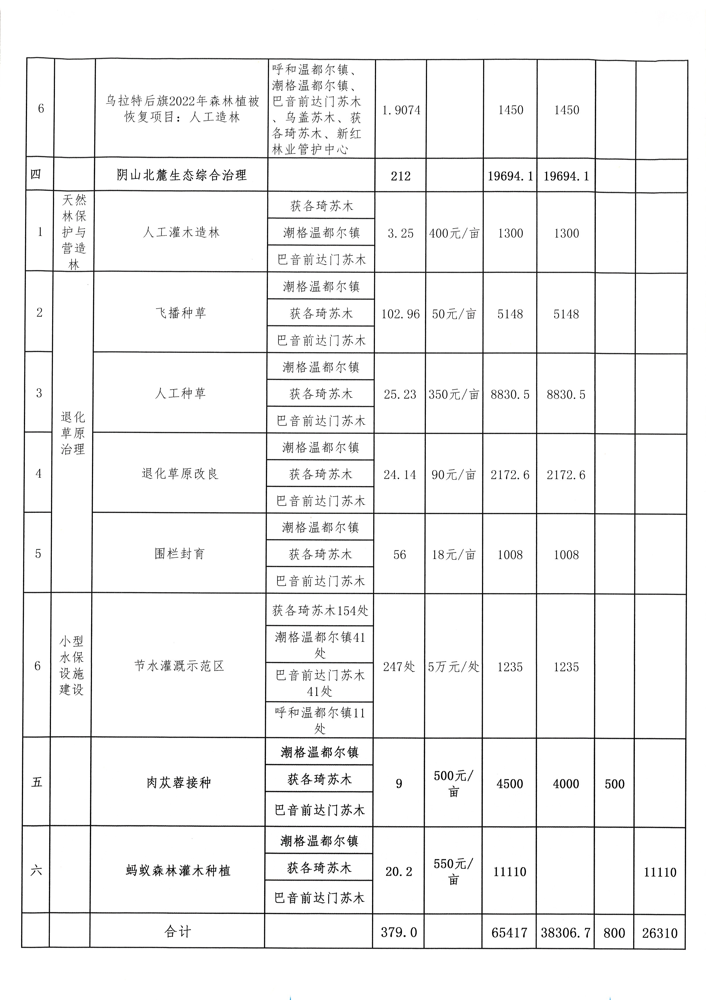 6
乌拉特后旗2022年森林植被
恢复项目：人工造林
呼和温都尔镇、
潮格温都尔镇、
巴音前达门苏木
、乌盖苏木、获
各琦苏木、新红
林业管护中心
1.9074
1450
1450
四
阴山北麓生态综合治理
212
19694.1
19694.1
1
天然
林保
护与
营造
林
人工灌木造林
获各琦苏木
潮格温都尔镇
巴音前达门苏木
3.25
400元/亩
1300
1300
2
退化
草原
治理
飞播种草
潮格温都尔镇
获各琦苏木
巴音前达门苏木
102.96
50元/亩
5148
5148
3
人工种草
潮格温都尔镇
获各琦苏木
巴音前达门苏木
25.23
350元/亩
8830.5
8830.5
4
退化草原改良
潮格温都尔镇
获各琦苏木
巴音前达门苏木
24.14
90元/亩
2172.6
2172.6
5
围栏封育
潮格温都尔镇
获各琦苏木
巴音前达门苏木
56
18元/亩
1008
1008
6
小型
水保
设施
建设
节水灌溉示范区
获各琦苏木154处
潮格温都尔镇41
处
巴音前达门苏木
41处
呼和温都尔镇11
处
247处
5万元/处
1235
1235
五
肉苁蓉接种
潮格温都尔镇
获各琦苏木
巴音前达门苏木
9
500元/
亩
4500
4000
500
六
蚂蚁森林灌木种植
潮格温都尔镇
获各琦苏木
巴音前达门苏木
20.2
550元/
亩
11110
11110
合计
379.0
65417
38306.7
800
26310